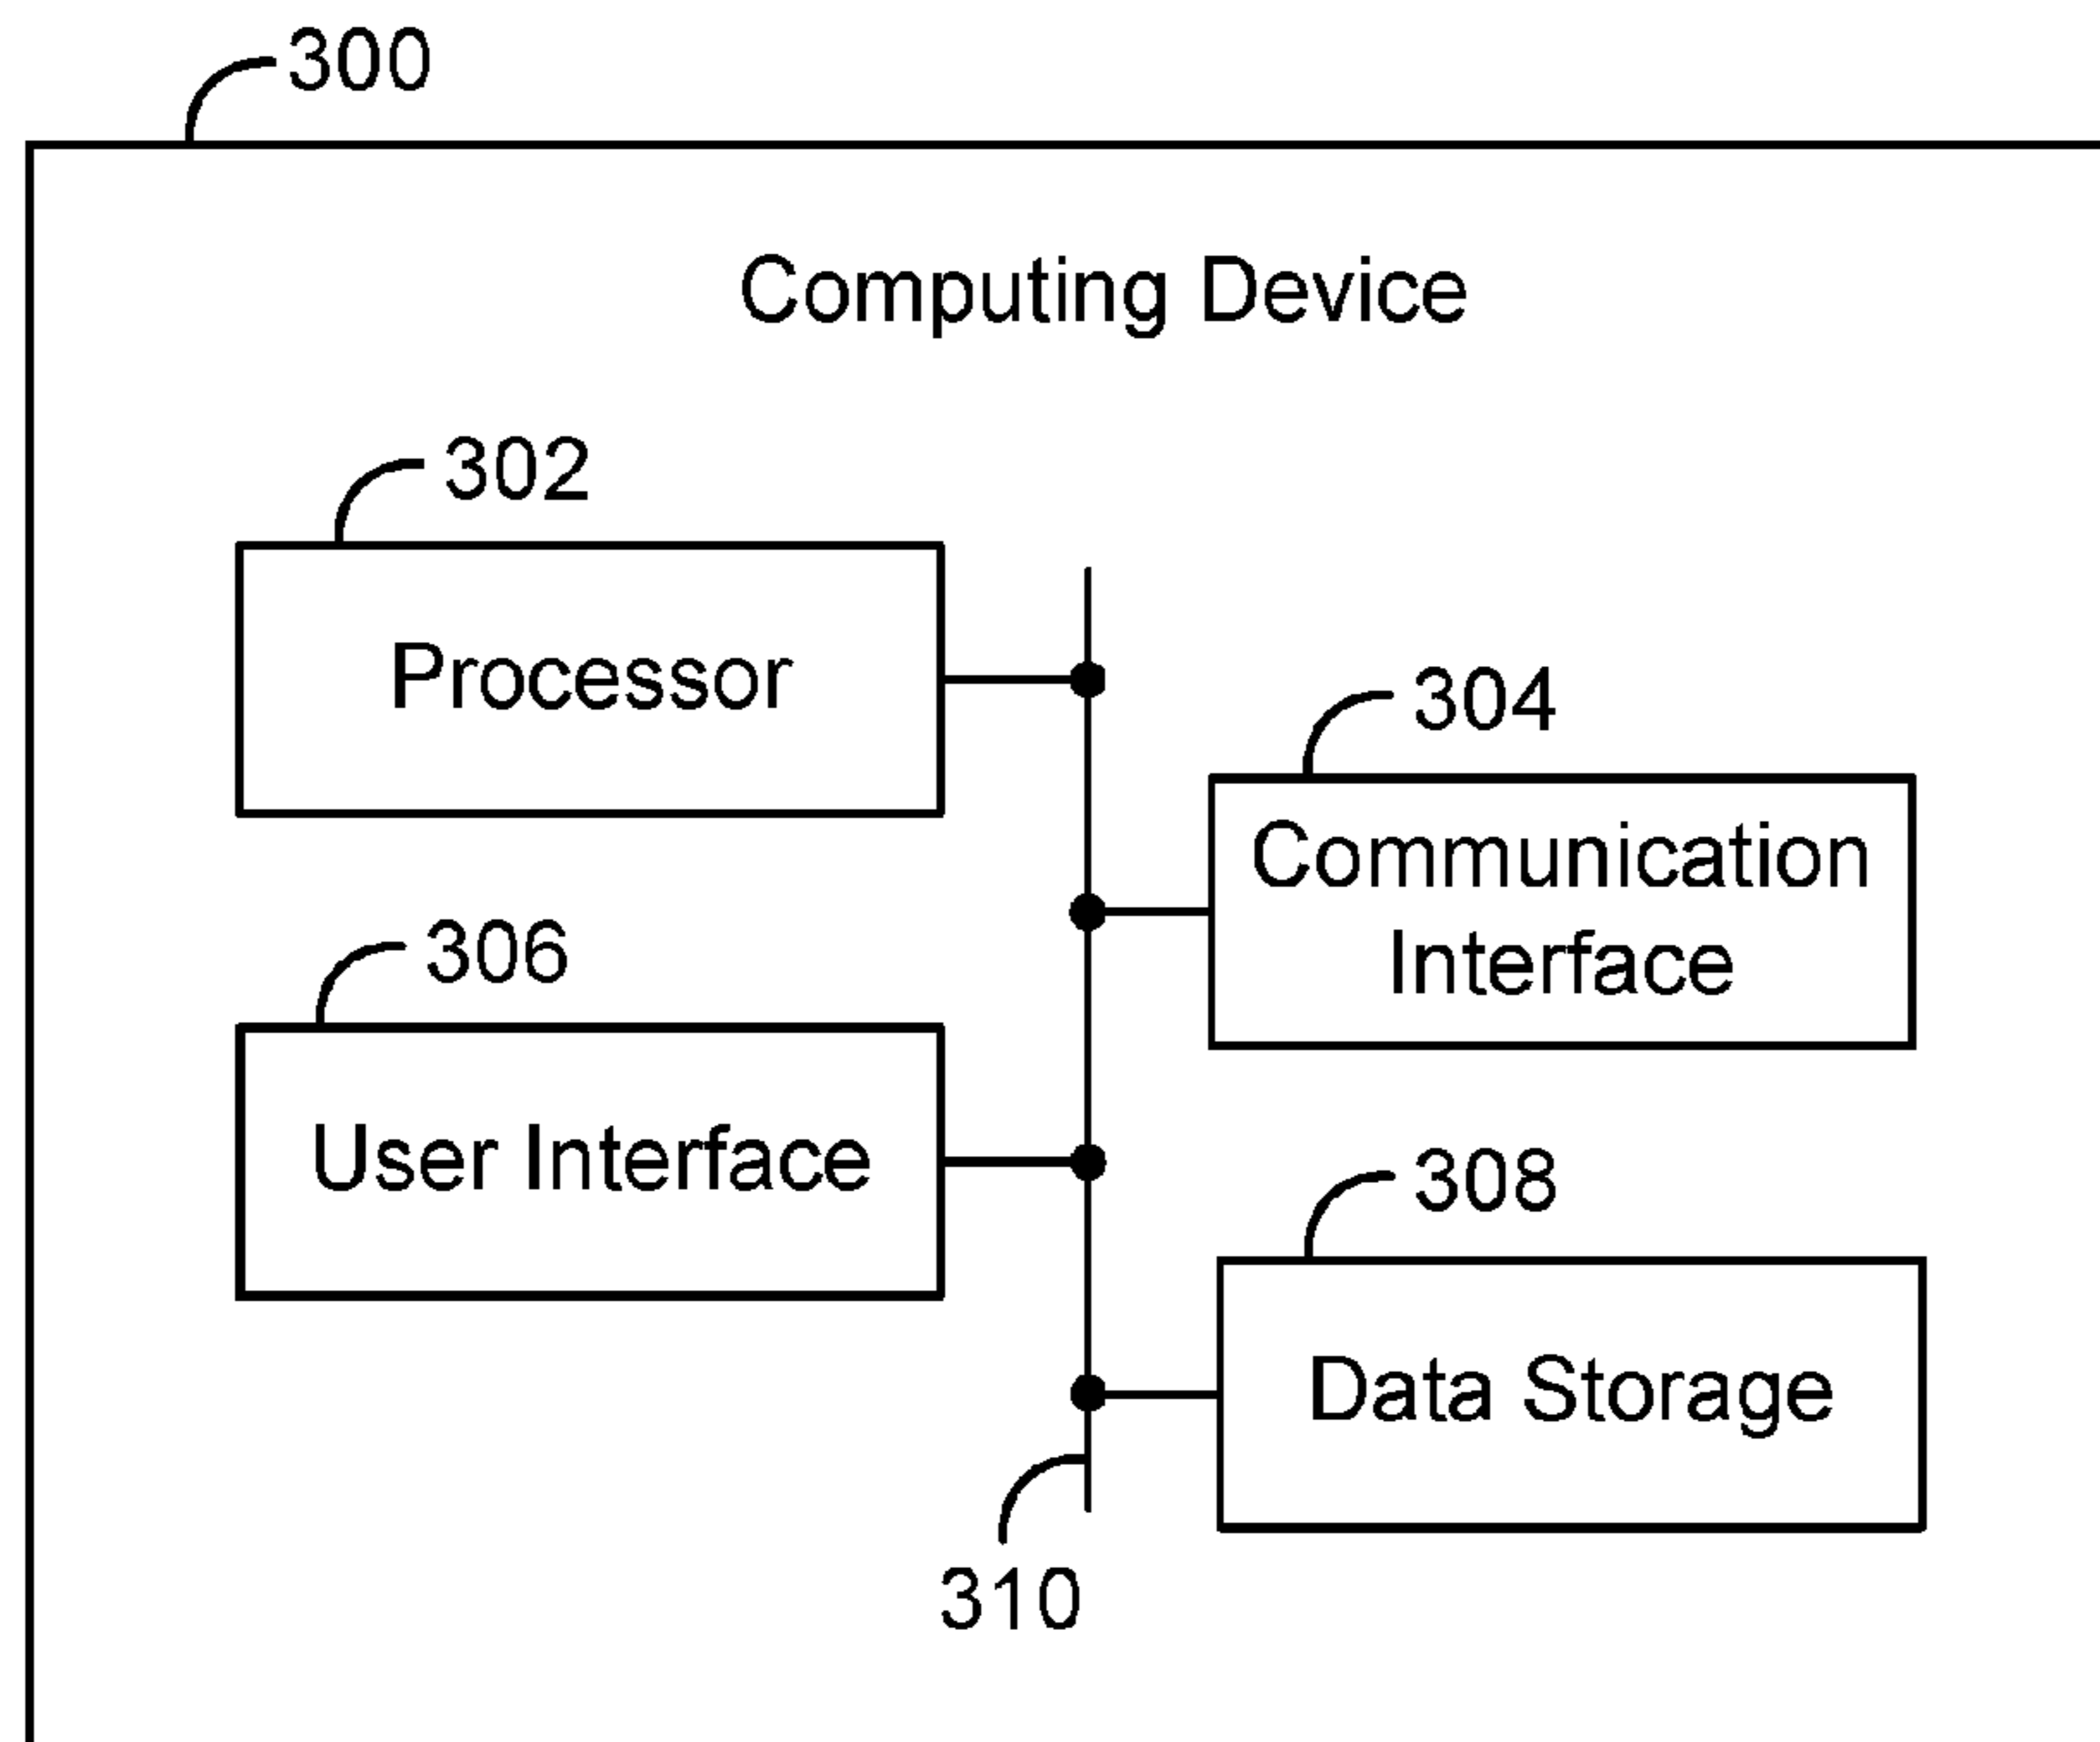 300
Computing Device
302
Processor
304
Communication
Interface
306
User Interface
308
Data Storage
310